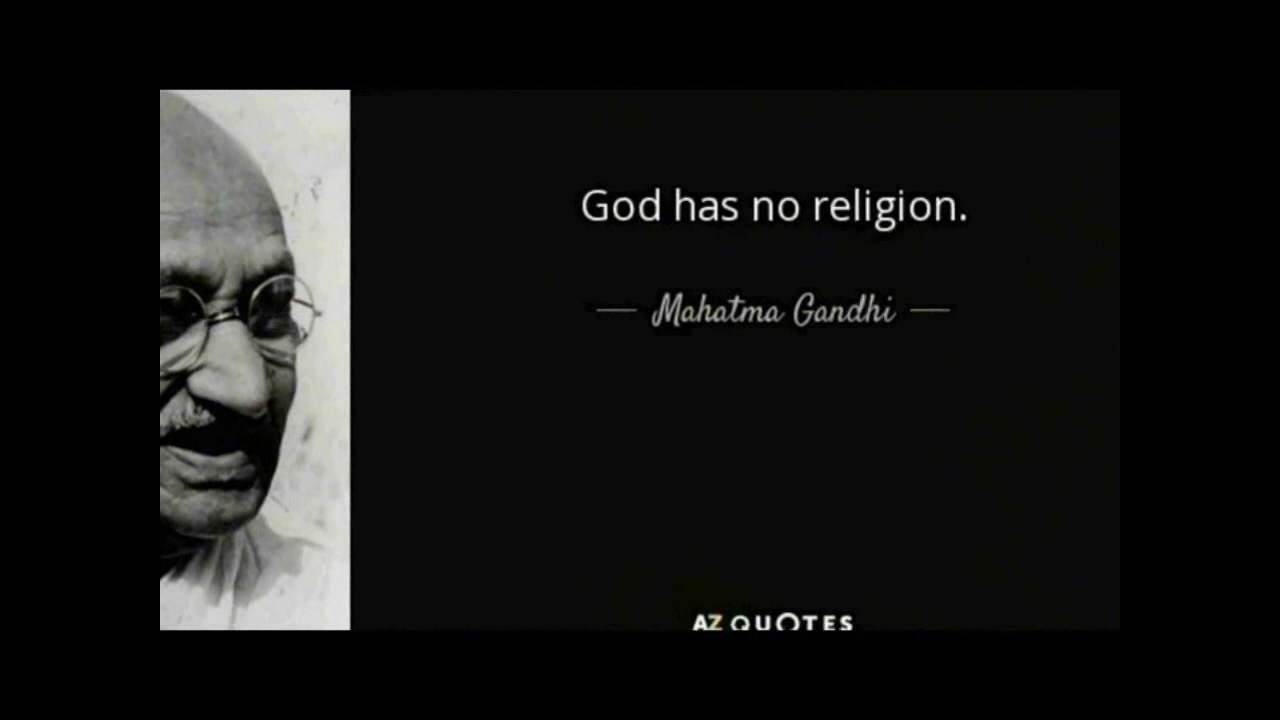 God has no religion.
— Mahatma Gandhi —
AZ QUOTES